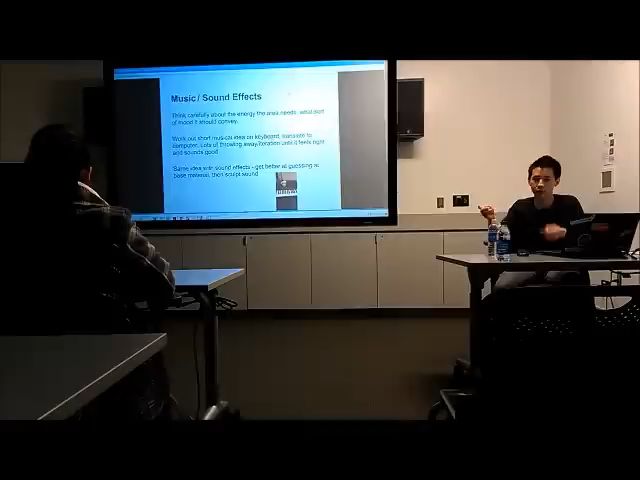 Music / Sound Effects
Think carefully about the energy the area needs, what sort
of mood it should convey.
Work out short musical idea on keyboard, translate to
computer. Lots of throwing away/iteration until it feels right
and sounds good.
Same idea with sound effects - get better at guessing at
base material, then sculpt sound